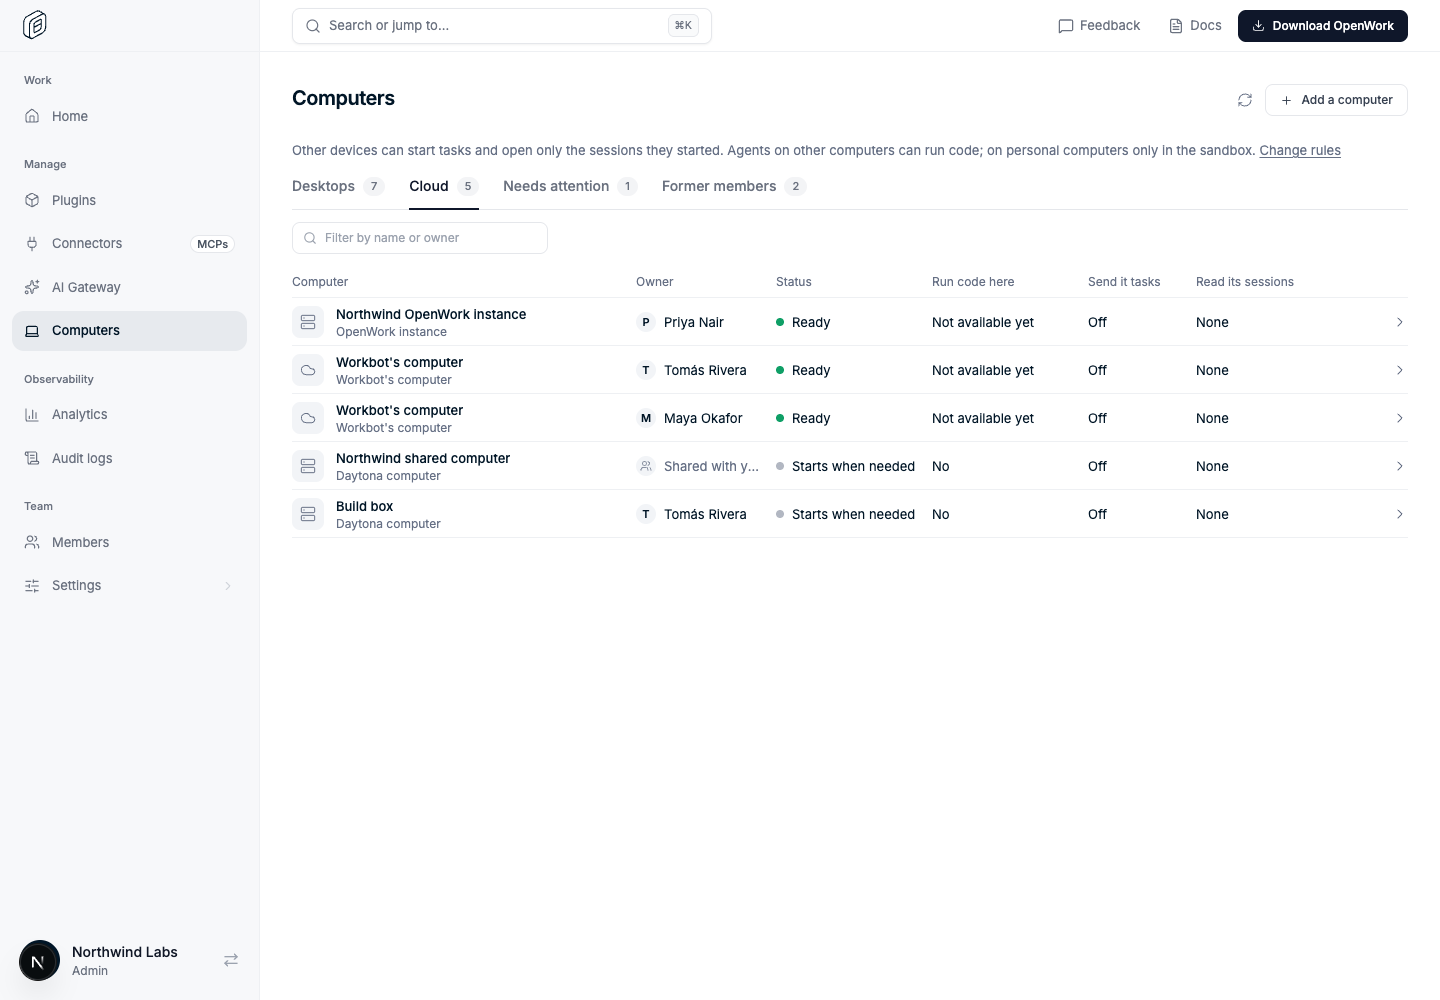 Search or jump to...
⌘K
Feedback
Docs
Download OpenWork
Work
Home
Manage
Plugins
Connectors
MCPs
AI Gateway
Computers
Observability
Analytics
Audit logs
Team
Members
Settings
N
Northwind Labs
Admin
Computers
Add a computer
Other devices can start tasks and open only the sessions they started. Agents on other computers can run code; on personal computers only in the sandbox. Change rules
Desktops 7
Cloud 5
Needs attention 1
Former members 2
Filter by name or owner
Computer Owner Status Run code here Send it tasks Read its sessions
Northwind OpenWork instance
OpenWork instance
P Priya Nair Ready Not available yet Off None
Workbot's computer
Workbot's computer
T Tomás Rivera Ready Not available yet Off None
Workbot's computer
Workbot's computer
M Maya Okafor Ready Not available yet Off None
Northwind shared computer
Daytona computer
Shared with y... Starts when needed No Off None
Build box
Daytona computer
T Tomás Rivera Starts when needed No Off None